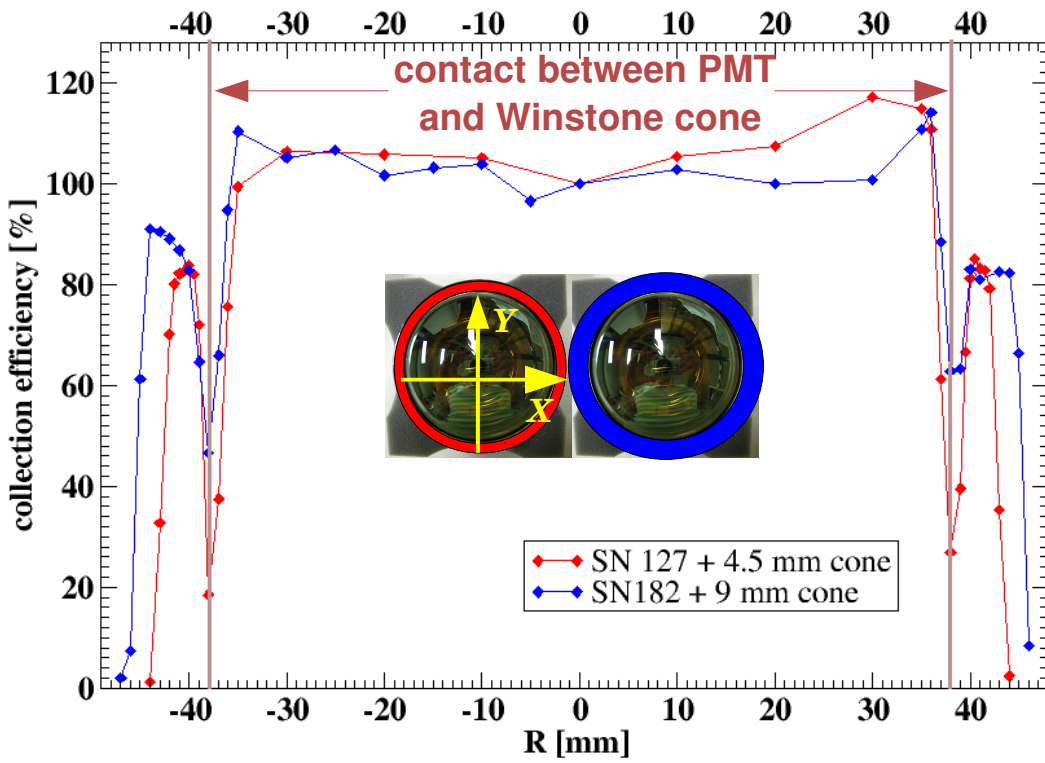 -40 -30 -20 -10 0 10 20 30 40
120
100
80
60
40
20
0
collection efficiency [%]
contact between PMT
and Winstone cone
Y
X
SN 127 + 4.5 mm cone
SN182 + 9 mm cone
-40 -30 -20 -10 0 10 20 30 40
R [mm]